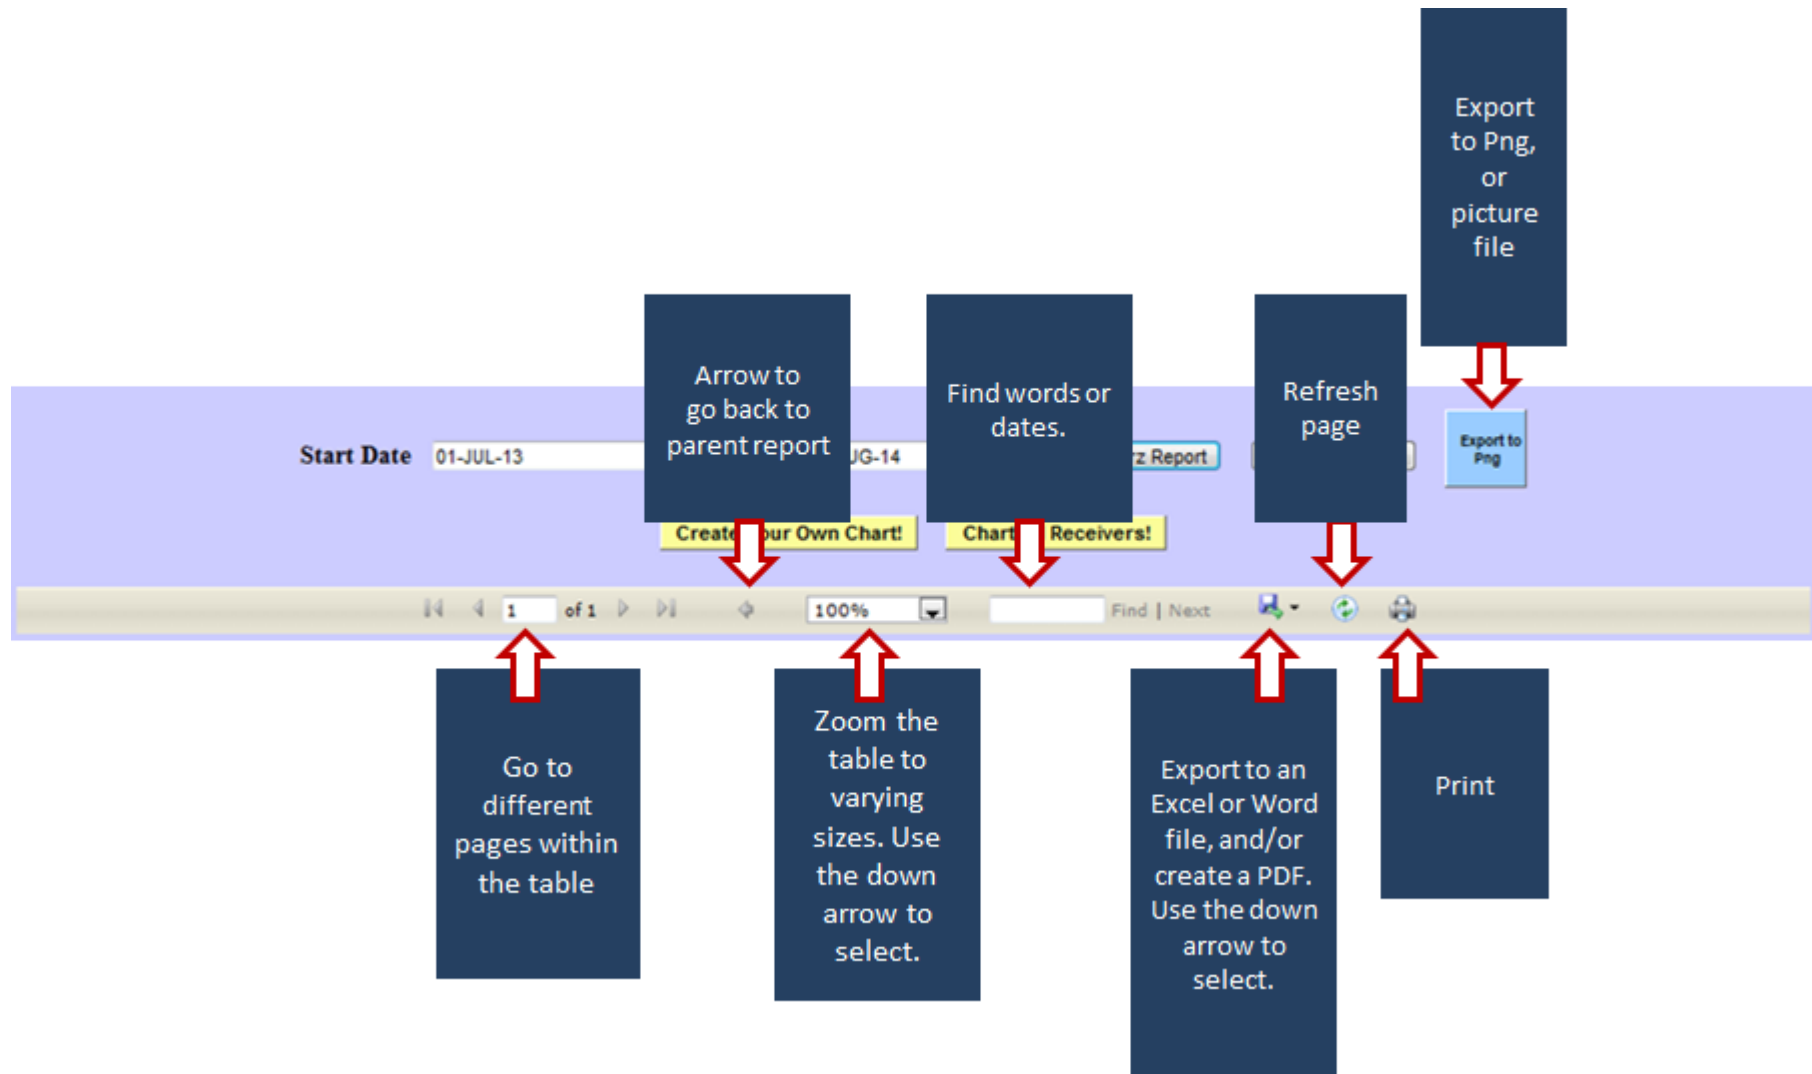 Export
to Png,
or
picture
file
Arrow to
go back to
parent report
Find words or
dates.
Refresh
page
Start Date 01-JUL-13
Report
Export to
Png
Create Own Chart!
Chart Receivers!
1 of 1
100%
Find | Next
Go to
different
pages within
the table
Zoom the
table to
varying
sizes. Use
the down
arrow to
select.
Export to an
Excel or Word
file, and/or
create a PDF.
Use the down
arrow to
select.
Print